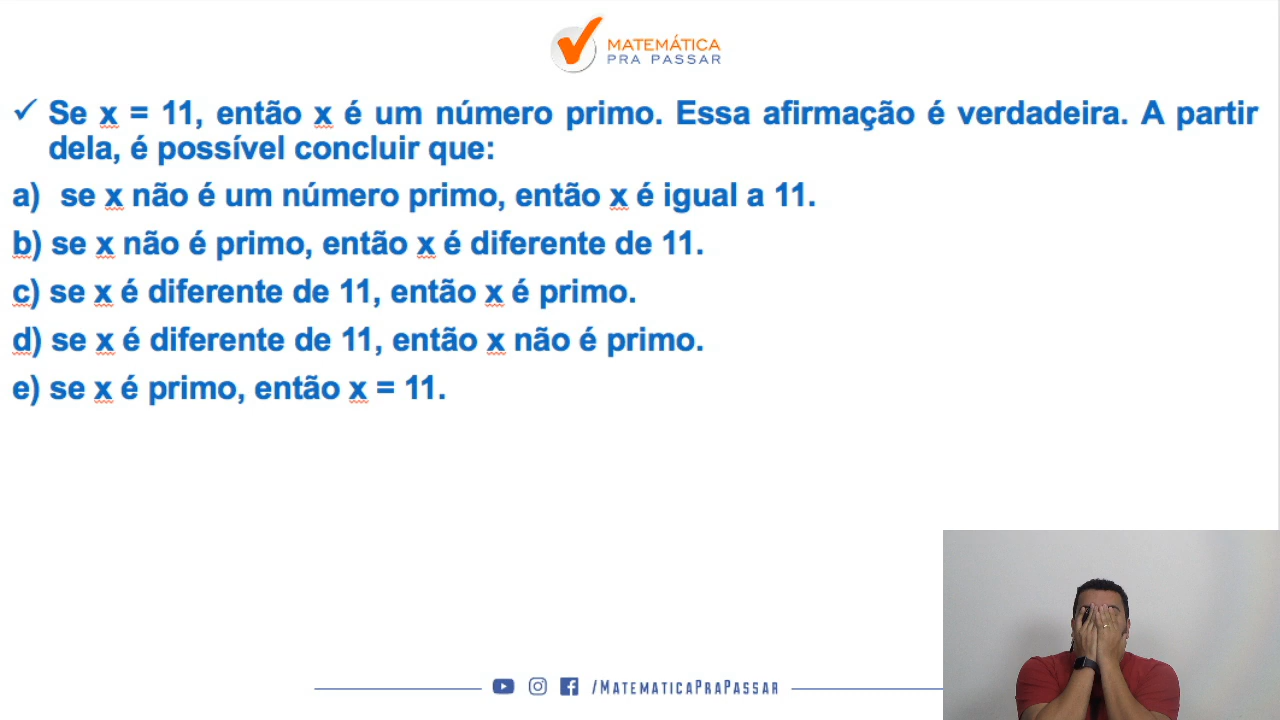 MATEMÁTICA
PRA PASSAR
✓ Se x = 11, então x é um número primo. Essa afirmação é verdadeira. A partir
dela, é possível concluir que:
a) se x não é um número primo, então x é igual a 11.
b) se x não é primo, então x é diferente de 11.
c) se x é diferente de 11, então x é primo.
d) se x é diferente de 11, então x não é primo.
e) se x é primo, então x = 11.
/MATEMATICAPRAPASSAR